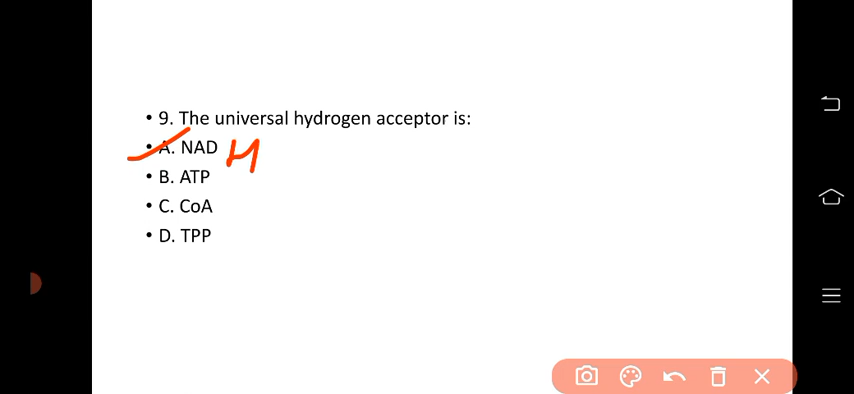 • 9. The universal hydrogen acceptor is:
• A. NAD H
• B. ATP
• C. CoA
• D. TPP